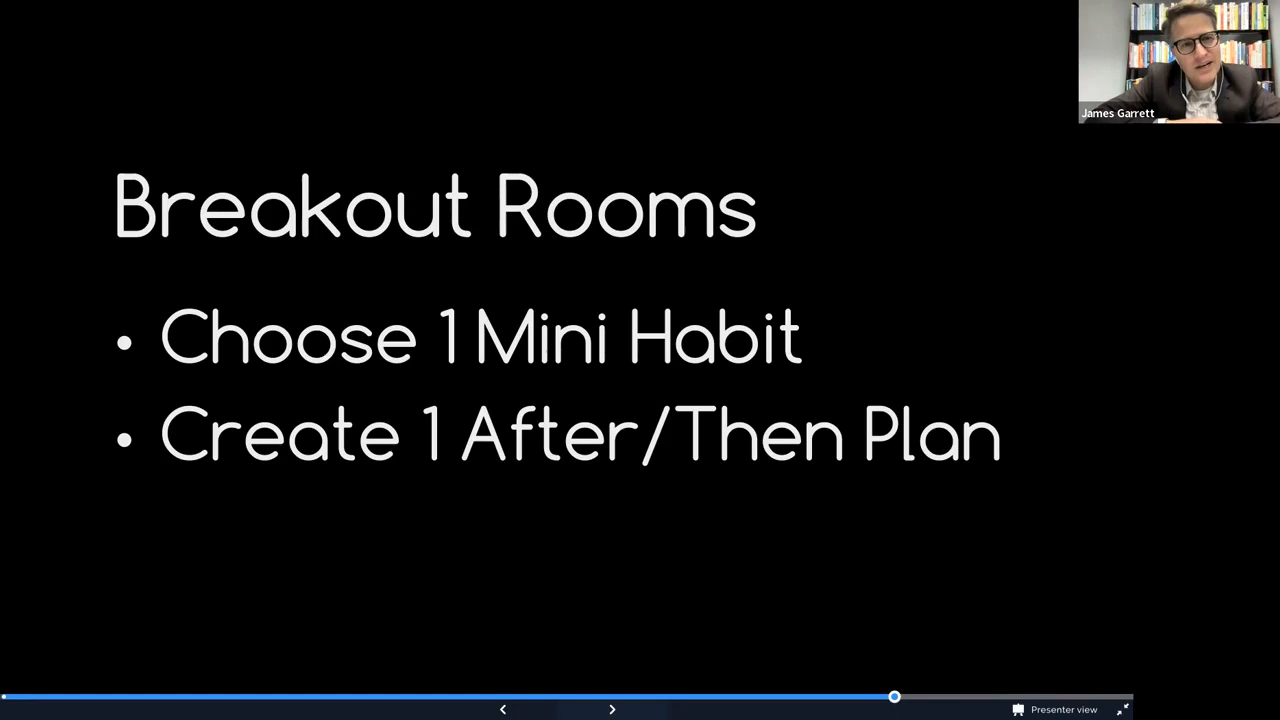 James Garrett
Breakout Rooms
• Choose 1 Mini Habit
• Create 1 After/Then Plan
Presenter view